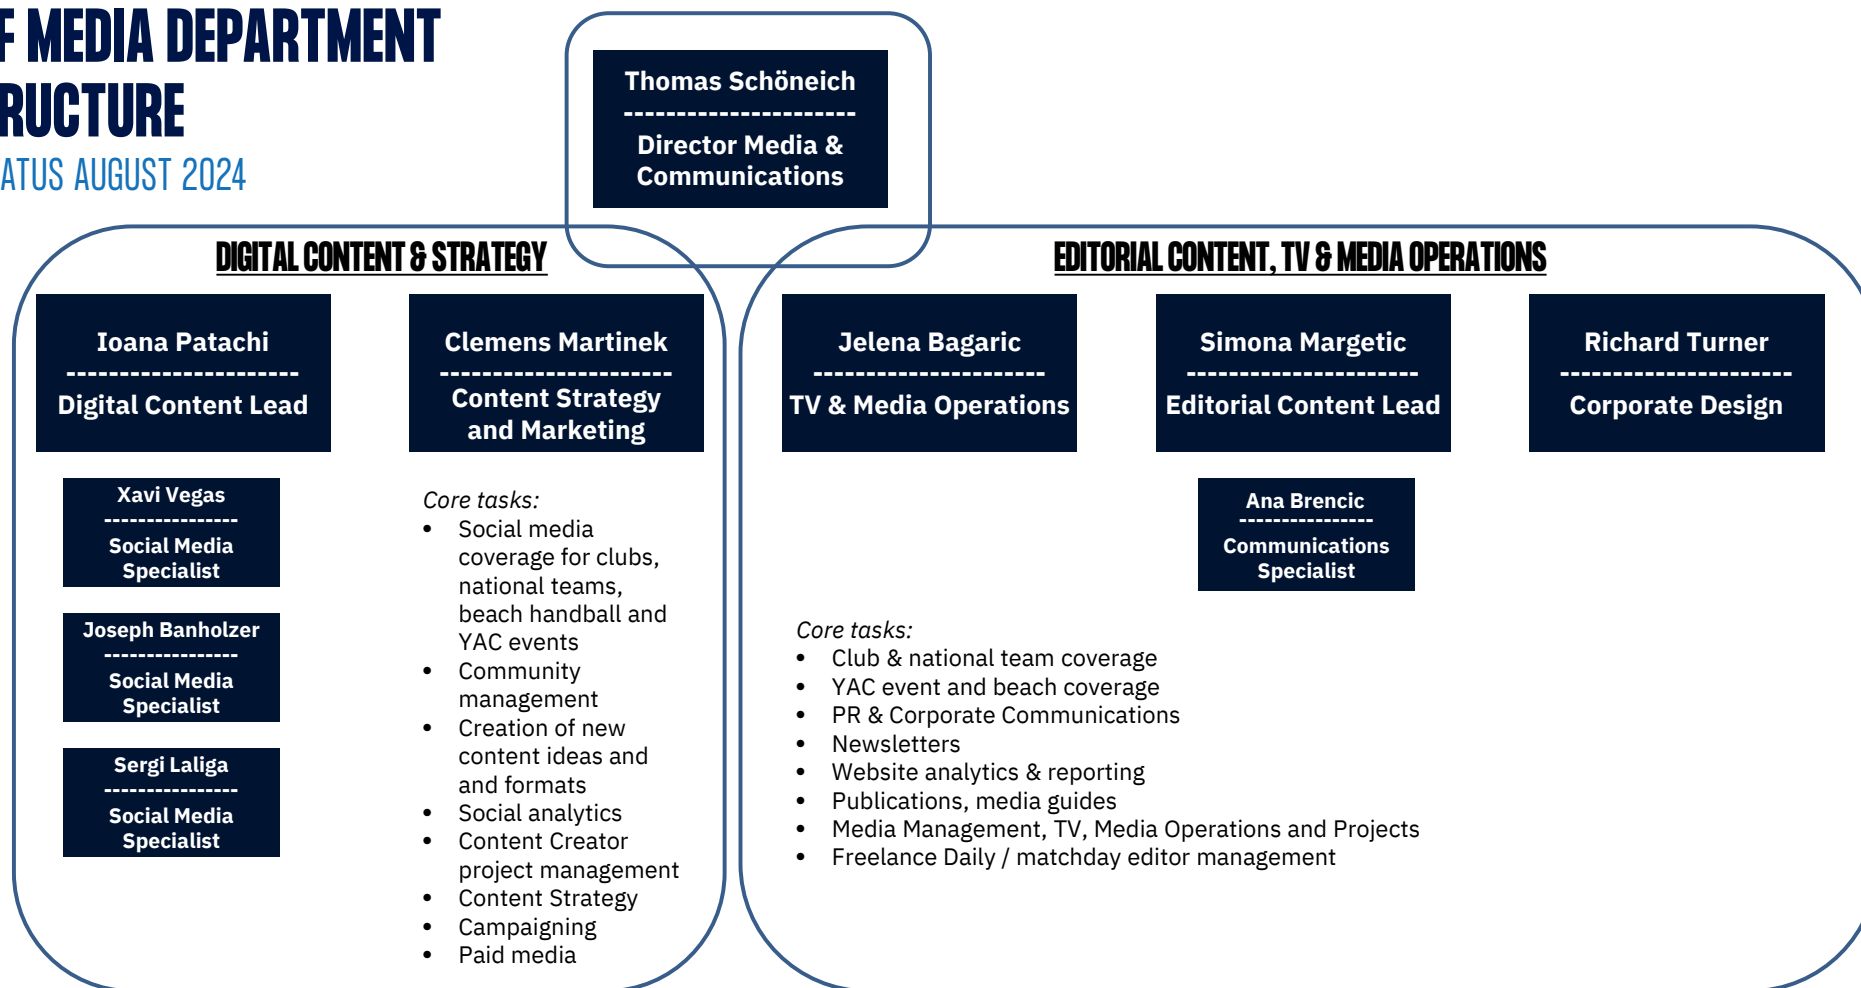 F MEDIA DEPARTMENT
RUCTURE
ATUS AUGUST 2024
Thomas Schöneich
----------------------
Director Media &
Communications
DIGITAL CONTENT & STRATEGY
Ioana Patachi
----------------------
Digital Content Lead
Clemens Martinek
----------------------
Content Strategy
and Marketing
Xavi Vegas
----------------
Social Media
Specialist
Joseph Banholzer
----------------
Social Media
Specialist
Sergi Laliga
----------------
Social Media
Specialist
Core tasks:
• Social media
coverage for clubs,
national teams,
beach handball and
YAC events
• Community
management
• Creation of new
content ideas and
and formats
• Social analytics
• Content Creator
project management
• Content Strategy
• Campaigning
• Paid media
EDITORIAL CONTENT, TV & MEDIA OPERATIONS
Jelena Bagaric
----------------------
TV & Media Operations
Simona Margetic
----------------------
Editorial Content Lead
Richard Turner
----------------------
Corporate Design
Ana Brencic
----------------
Communications
Specialist
Core tasks:
• Club & national team coverage
• YAC event and beach coverage
• PR & Corporate Communications
• Newsletters
• Website analytics & reporting
• Publications, media guides
• Media Management, TV, Media Operations and Projects
• Freelance Daily / matchday editor management